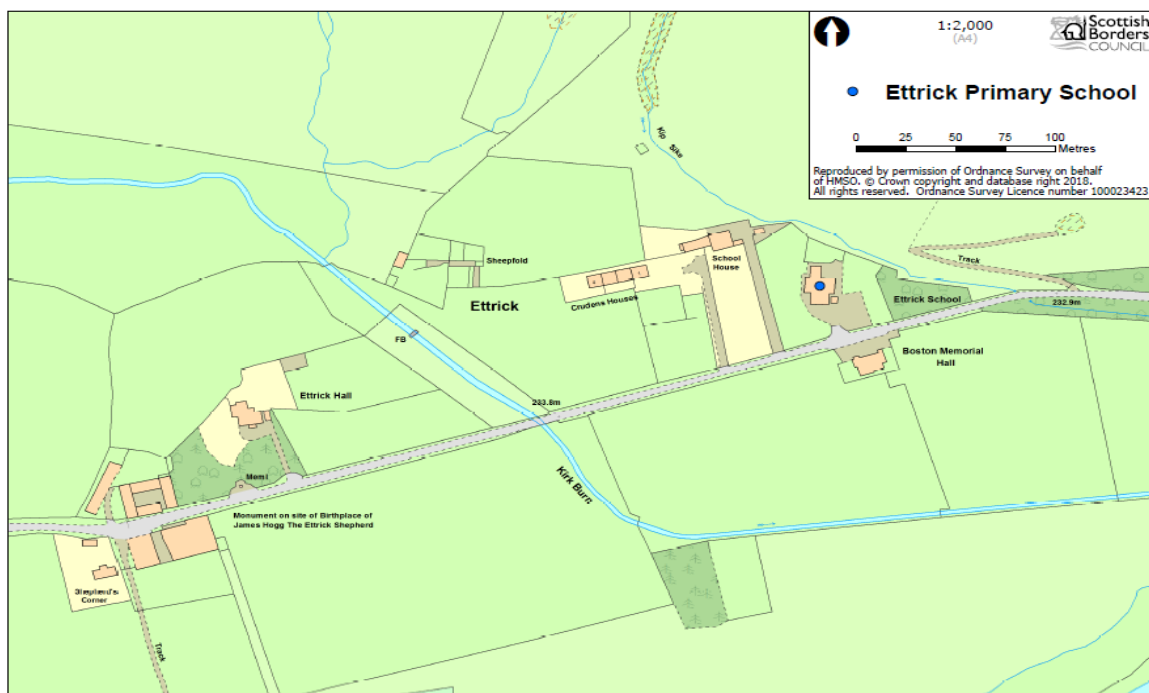 1:2,000
(A4)
Scottish
Borders
COUNCIL
Ettrick Primary School
0 25 50 75 100
Metres
Reproduced by permission of Ordnance Survey on behalf
of HMSO. © Crown copyright and database right 2018.
All rights reserved. Ordnance Survey Licence number 100023423.
Kip Sike
Sheepfold
School
House
Track
Ettrick
Crudens Houses
Ettrick School
232.9m
FB
Boston Memorial
Hall
Ettrick Hall
233.8m
Meml
Kirk Burn
Monument on site of Birthplace of
James Hogg The Ettrick Shepherd
Shepherd's
Corner
Track